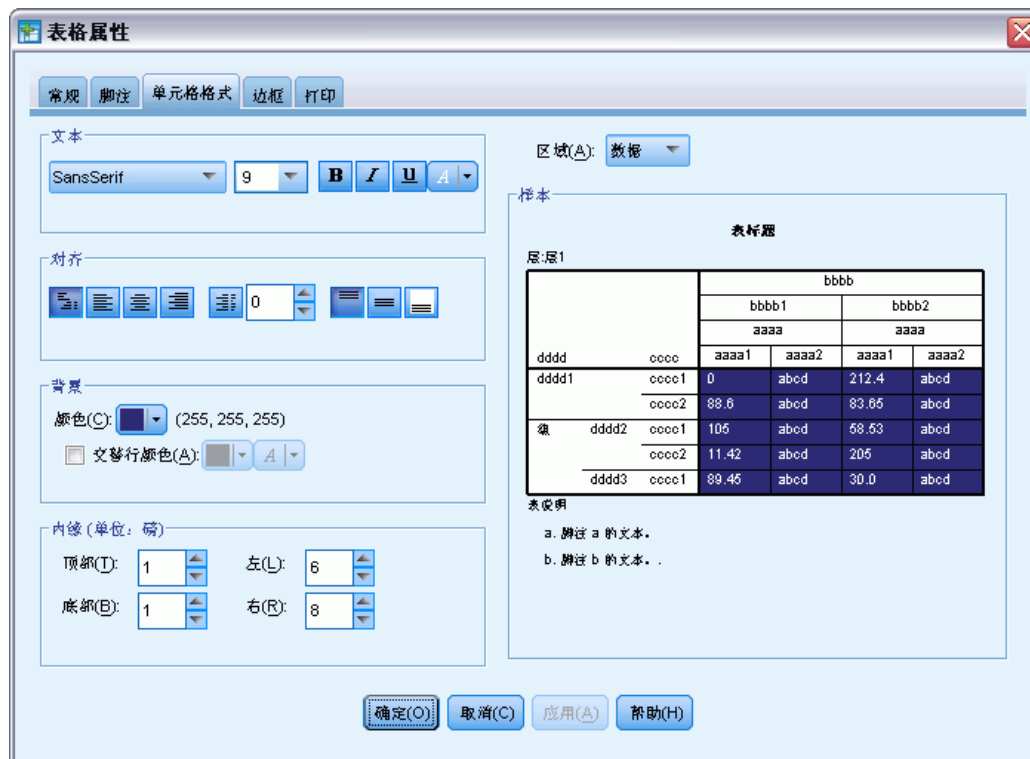 表格属性
常规 脚注 单元格格式 边框 打印
文本
SansSerif 9 B I U A
对齐
0
背景
颜色(C): (255, 255, 255)
交替行颜色(A): A
内缘(单位: 磅)
顶部(T): 1 左(L): 6
底部(B): 1 右(R): 8
区域(A): 数据
样本
表标题
层:层1
bbbb
bbbb1 bbbb2
aaaa aaaa
dddd cccc aaaa1 aaaa2 aaaa1 aaaa2
dddd1 cccc1 0 abcd 212.4 abcd
cccc2 88.6 abcd 83.65 abcd
组 dddd2 cccc1 105 abcd 58.53 abcd
cccc2 11.42 abcd 205 abcd
dddd3 cccc1 89.45 abcd 30.0 abcd
表说明
a. 脚注 a 的文本。
b. 脚注 b 的文本。.
确定(O) 取消(C) 应用(A) 帮助(H)